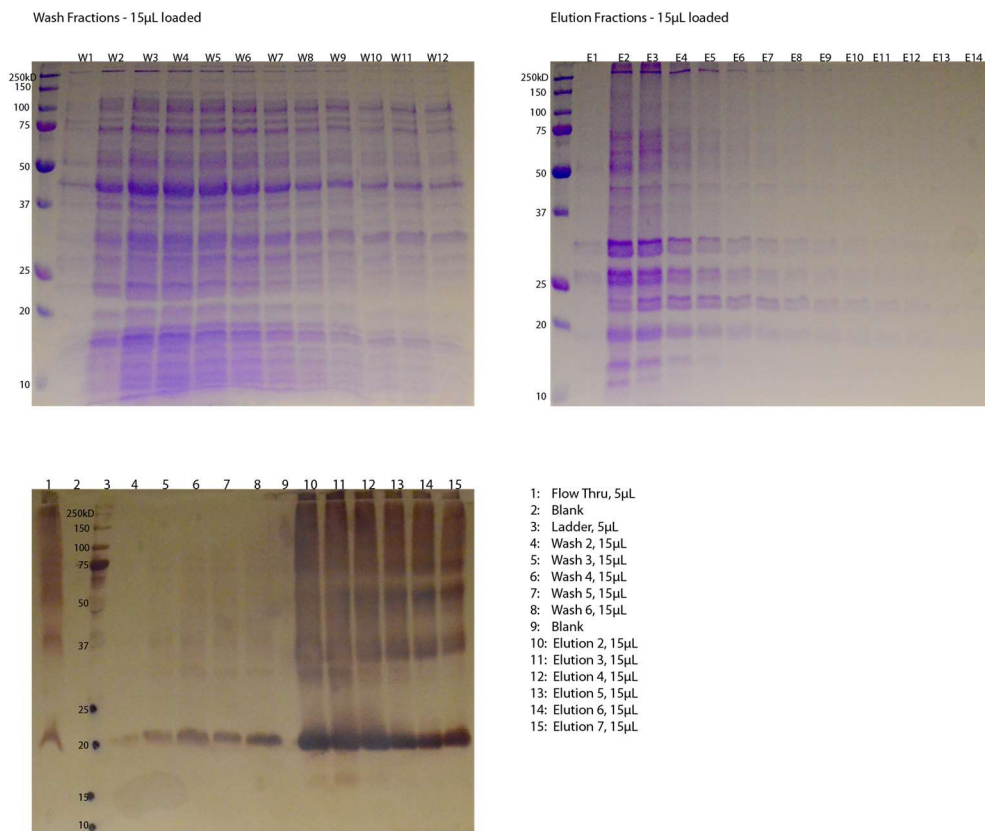 Wash Fractions - 15µL loaded
W1 W2 W3 W4 W5 W6 W7 W8 W9 W10 W11 W12
250kD
150
100
75
50
37
25
20
10
Elution Fractions - 15µL loaded
E1 E2 E3 E4 E5 E6 E7 E8 E9 E10 E11 E12 E13 E14
250kD
150
100
75
50
37
25
20
10
1 2 3 4 5 6 7 8 9 10 11 12 13 14 15
250kD
150
100
75
50
37
25
20
15
10
1: Flow Thru, 5µL
2: Blank
3: Ladder, 5µL
4: Wash 2, 15µL
5: Wash 3, 15µL
6: Wash 4, 15µL
7: Wash 5, 15µL
8: Wash 6, 15µL
9: Blank
10: Elution 2, 15µL
11: Elution 3, 15µL
12: Elution 4, 15µL
13: Elution 5, 15µL
14: Elution 6, 15µL
15: Elution 7, 15µL